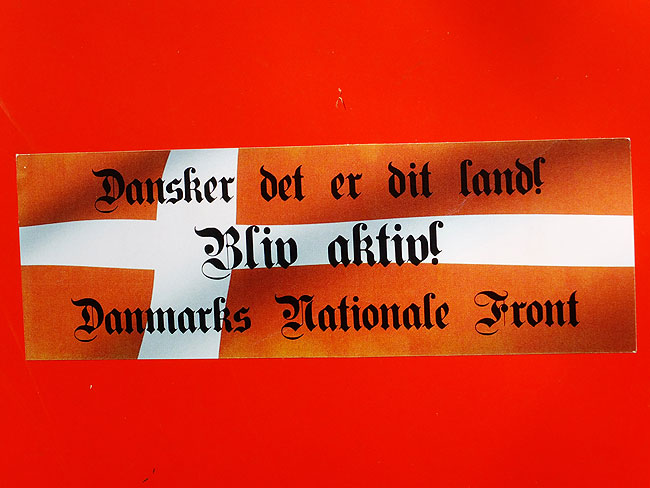 Dansker det er dit land!
Bliv aktiv!
Danmarks Nationale Front